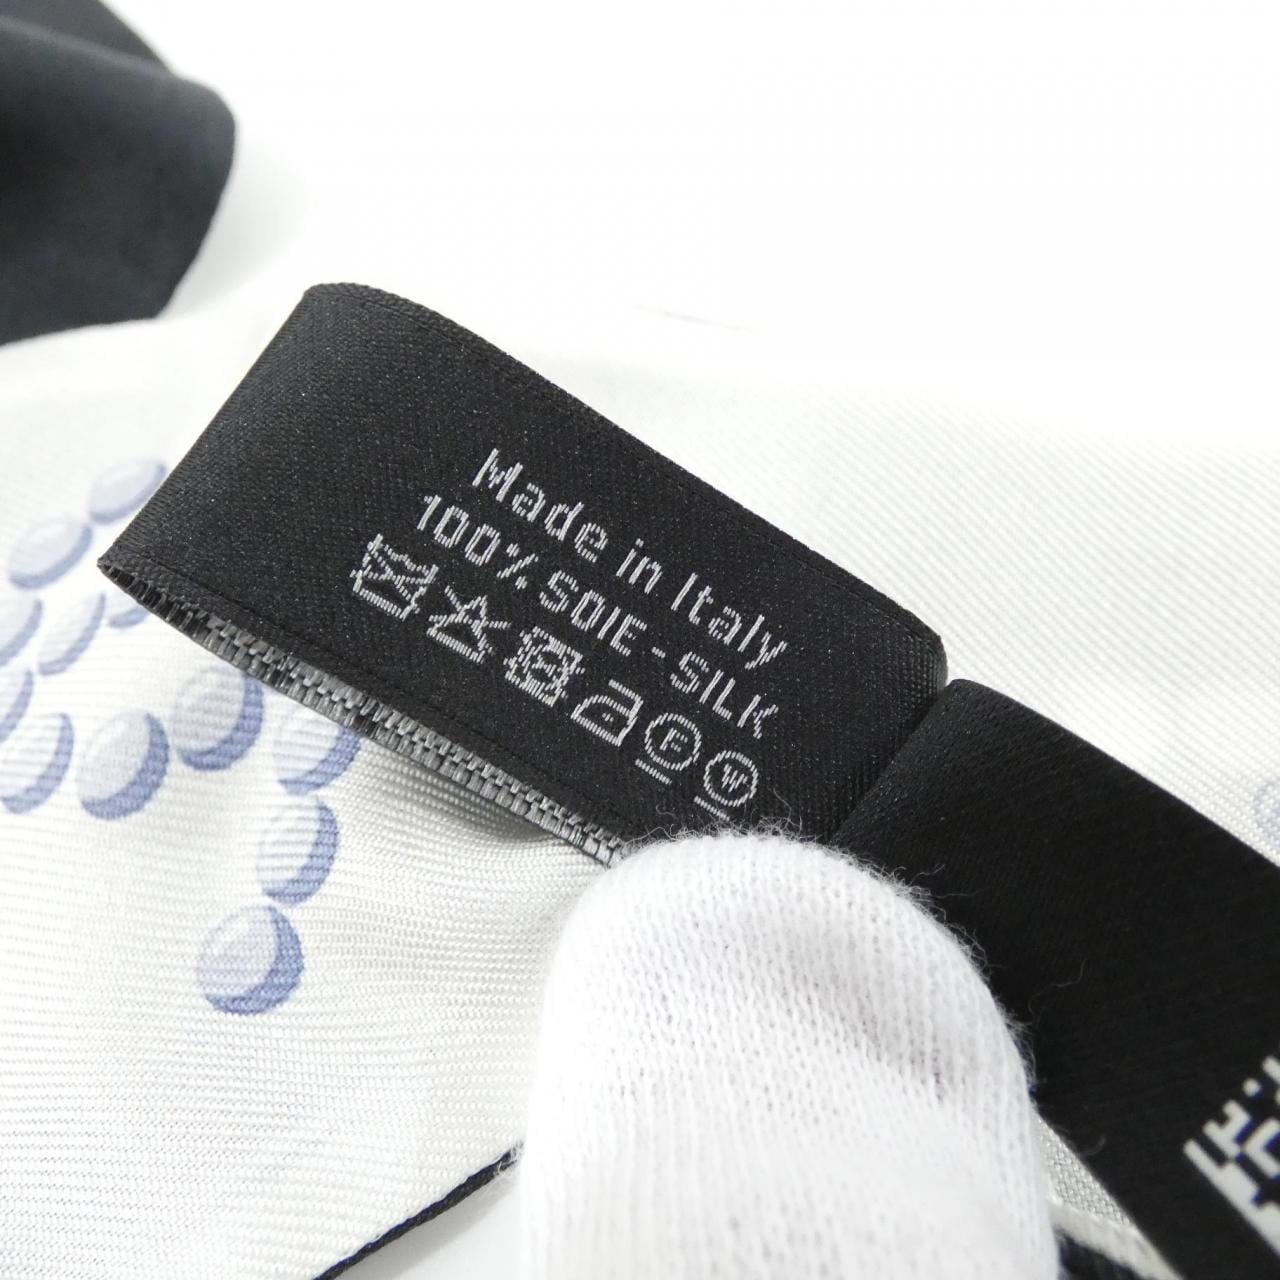 Made in Italy
100% SOIE - SILK
P
W